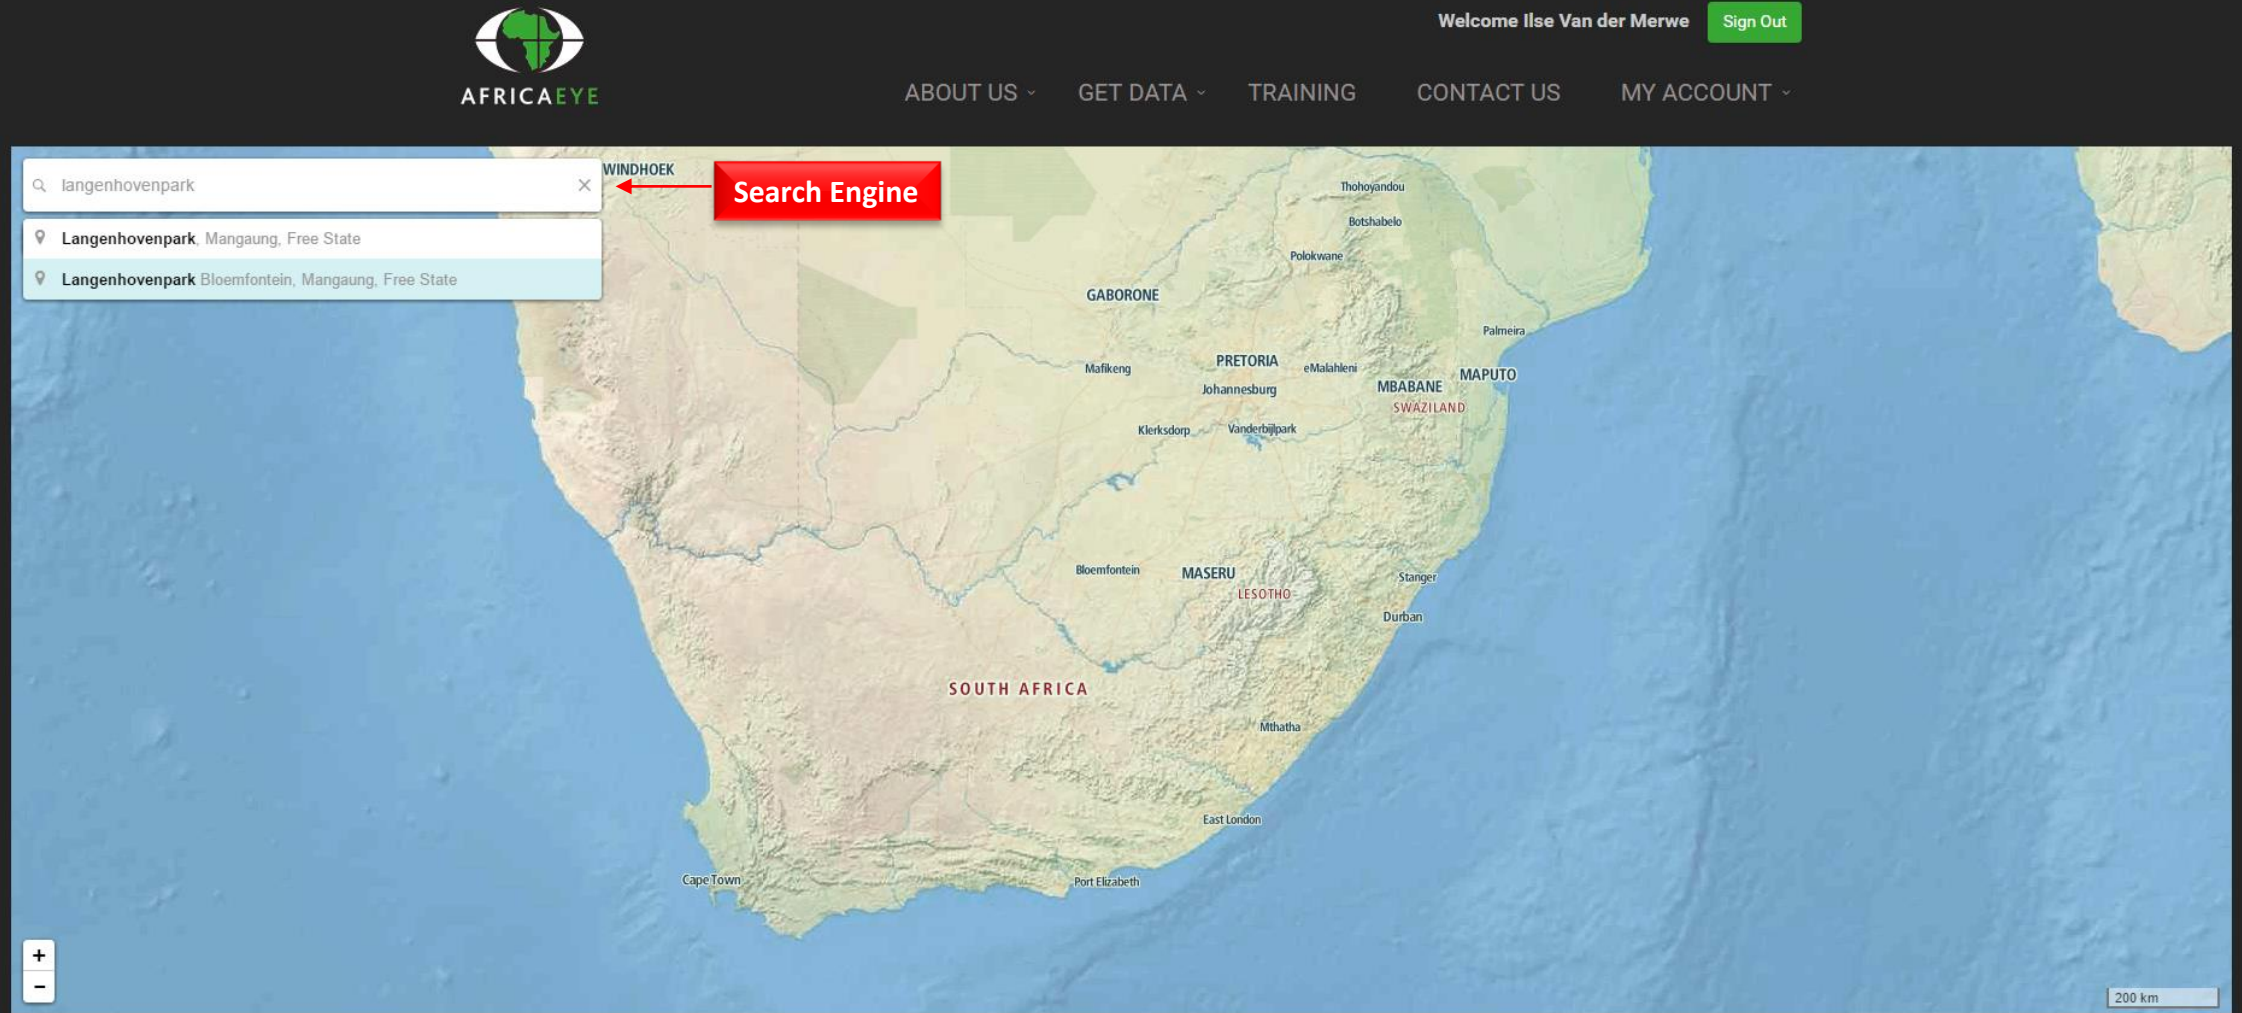 Welcome Ilse Van der Merwe
Sign Out
AFRICAEYE
ABOUT US
GET DATA
TRAINING
CONTACT US
MY ACCOUNT
langenhovenpark
Langenhovenpark, Mangaung, Free State
Langenhovenpark Bloemfontein, Mangaung, Free State
Search Engine
WINDHOEK
Thohoyandou
Botshabelo
Polokwane
GABORONE
Palmeira
Mafikeng
PRETORIA
eMalahleni
Johannesburg
MBABANE
MAPUTO
SWAZILAND
Klerksdorp
Vanderbijlpark
Bloemfontein
MASERU
LESOTHO
Stanger
Durban
SOUTH AFRICA
Mthatha
East London
Cape Town
Port Elizabeth
+
−
200 km